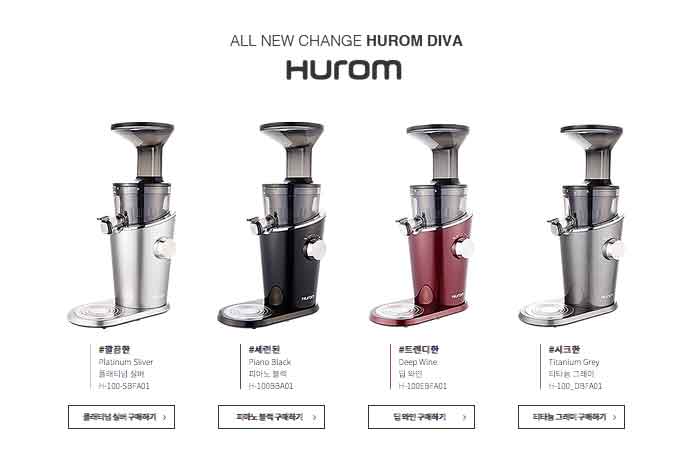 ALL NEW CHANGE HUROM DIVA
HUROM
HUROM
HUROM
HUROM
HUROM
#깔끔한
Platinum Sliver
플래티넘 실버
H-100-SBFA01
플래티넘 실버 구매하기 >
#세련된
Piano Black
피아노 블랙
H-100BBA01
피아노 블랙 구매하기 >
#트렌디한
Deep Wine
딥 와인
H-100EBFA01
딥 와인 구매하기 >
#시크한
Titanium Grey
티타늄 그레이
H-100_DBFA01
티타늄 그레이 구매하기 >